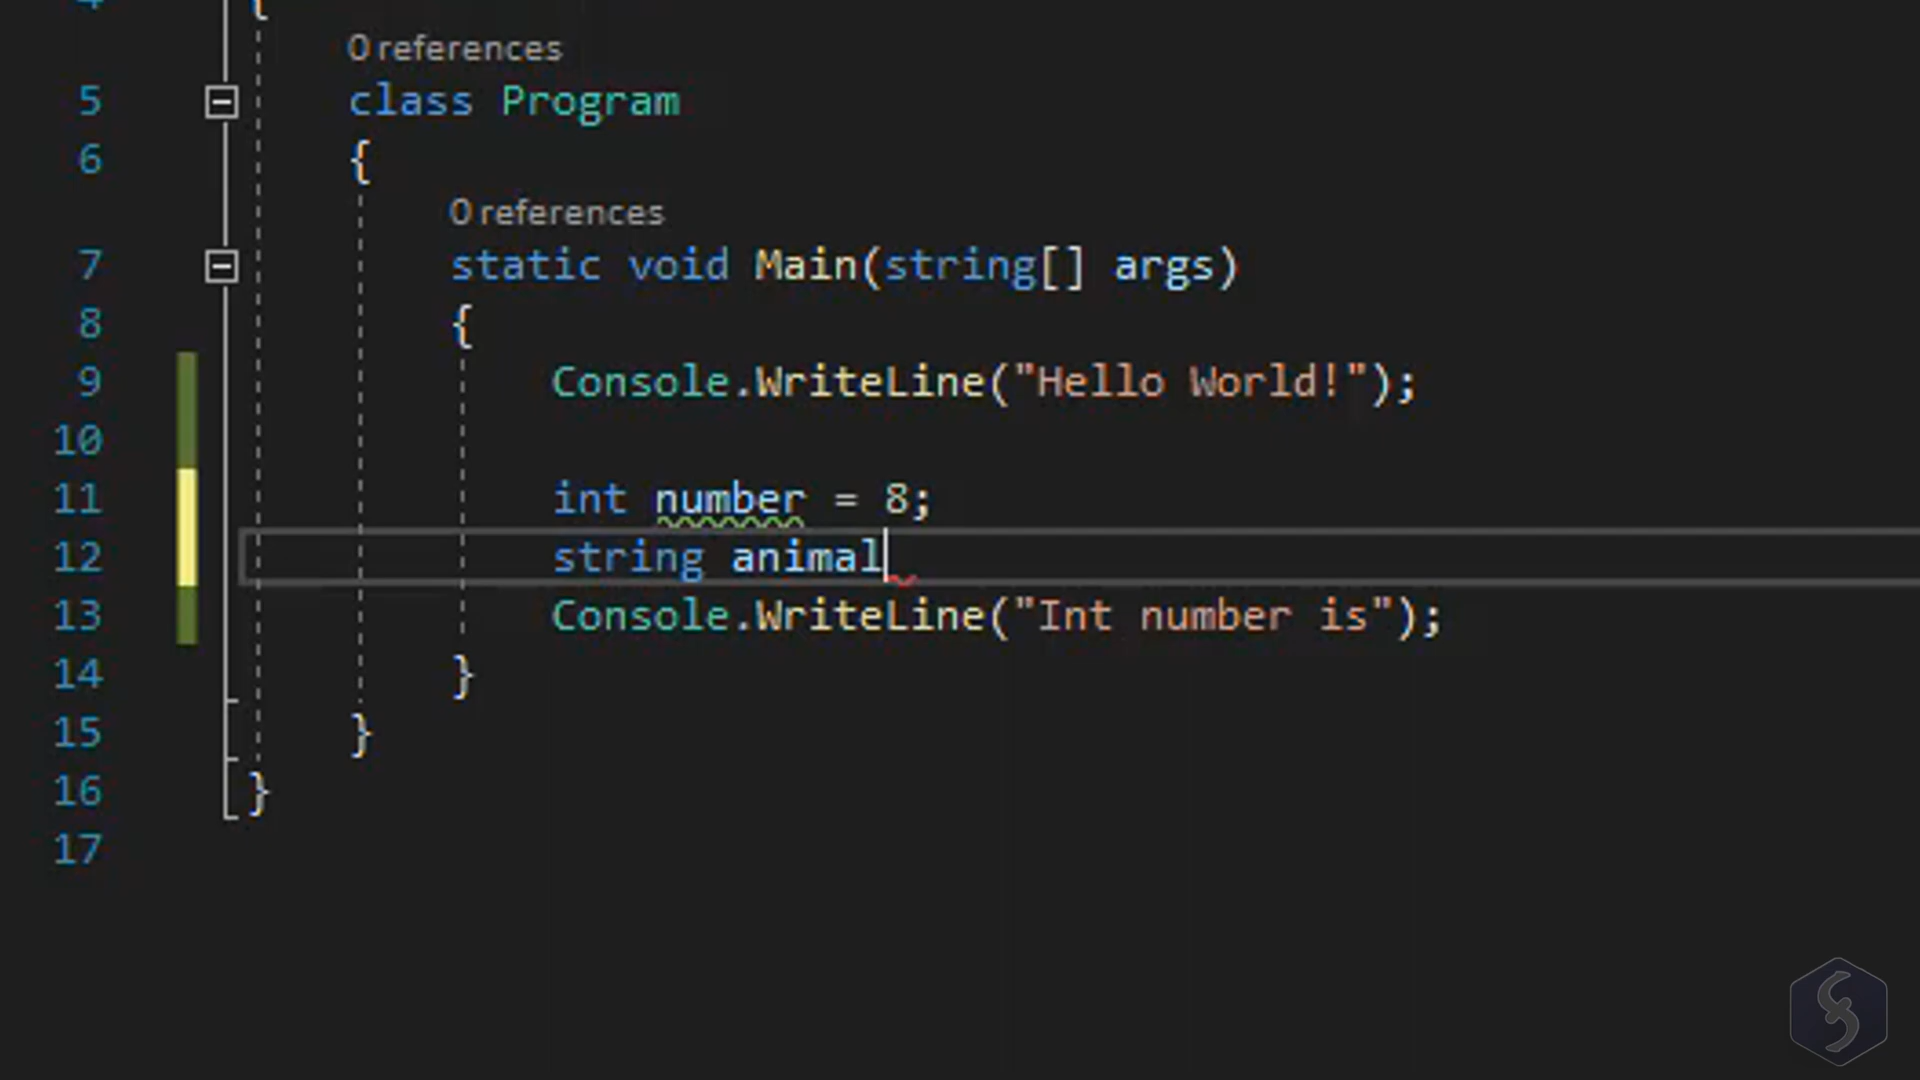 4 {
0 references
5 class Program
6 {
0 references
7 static void Main(string[] args)
8 {
9 Console.WriteLine("Hello World!");
10
11 int number = 8;
12 string animal
13 Console.WriteLine("Int number is");
14 }
15 }
16 }
17